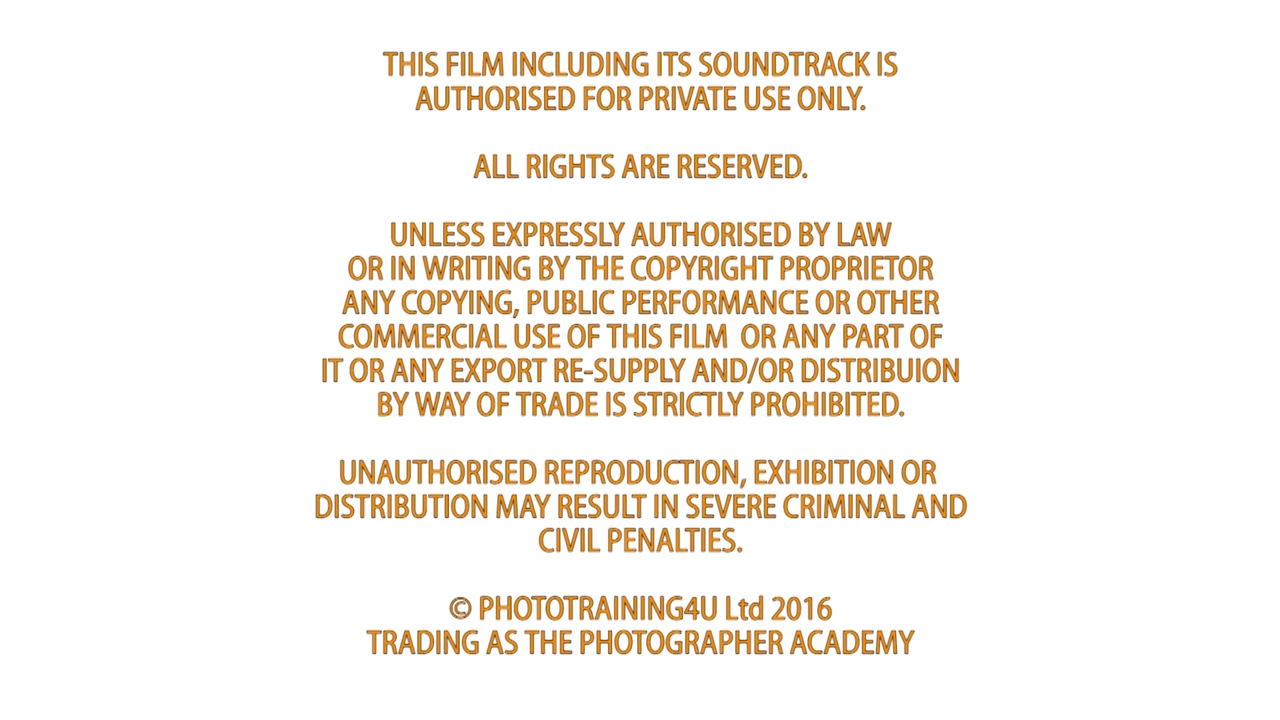 THIS FILM INCLUDING ITS SOUNDTRACK IS
AUTHORISED FOR PRIVATE USE ONLY.
ALL RIGHTS ARE RESERVED.
UNLESS EXPRESSLY AUTHORISED BY LAW
OR IN WRITING BY THE COPYRIGHT PROPRIETOR
ANY COPYING, PUBLIC PERFORMANCE OR OTHER
COMMERCIAL USE OF THIS FILM  OR ANY PART OF
IT OR ANY EXPORT RE-SUPPLY AND/OR DISTRIBUION
BY WAY OF TRADE IS STRICTLY PROHIBITED.
UNAUTHORISED REPRODUCTION, EXHIBITION OR
DISTRIBUTION MAY RESULT IN SEVERE CRIMINAL AND
CIVIL PENALTIES.
© PHOTOTRAINING4U Ltd 2016
TRADING AS THE PHOTOGRAPHER ACADEMY